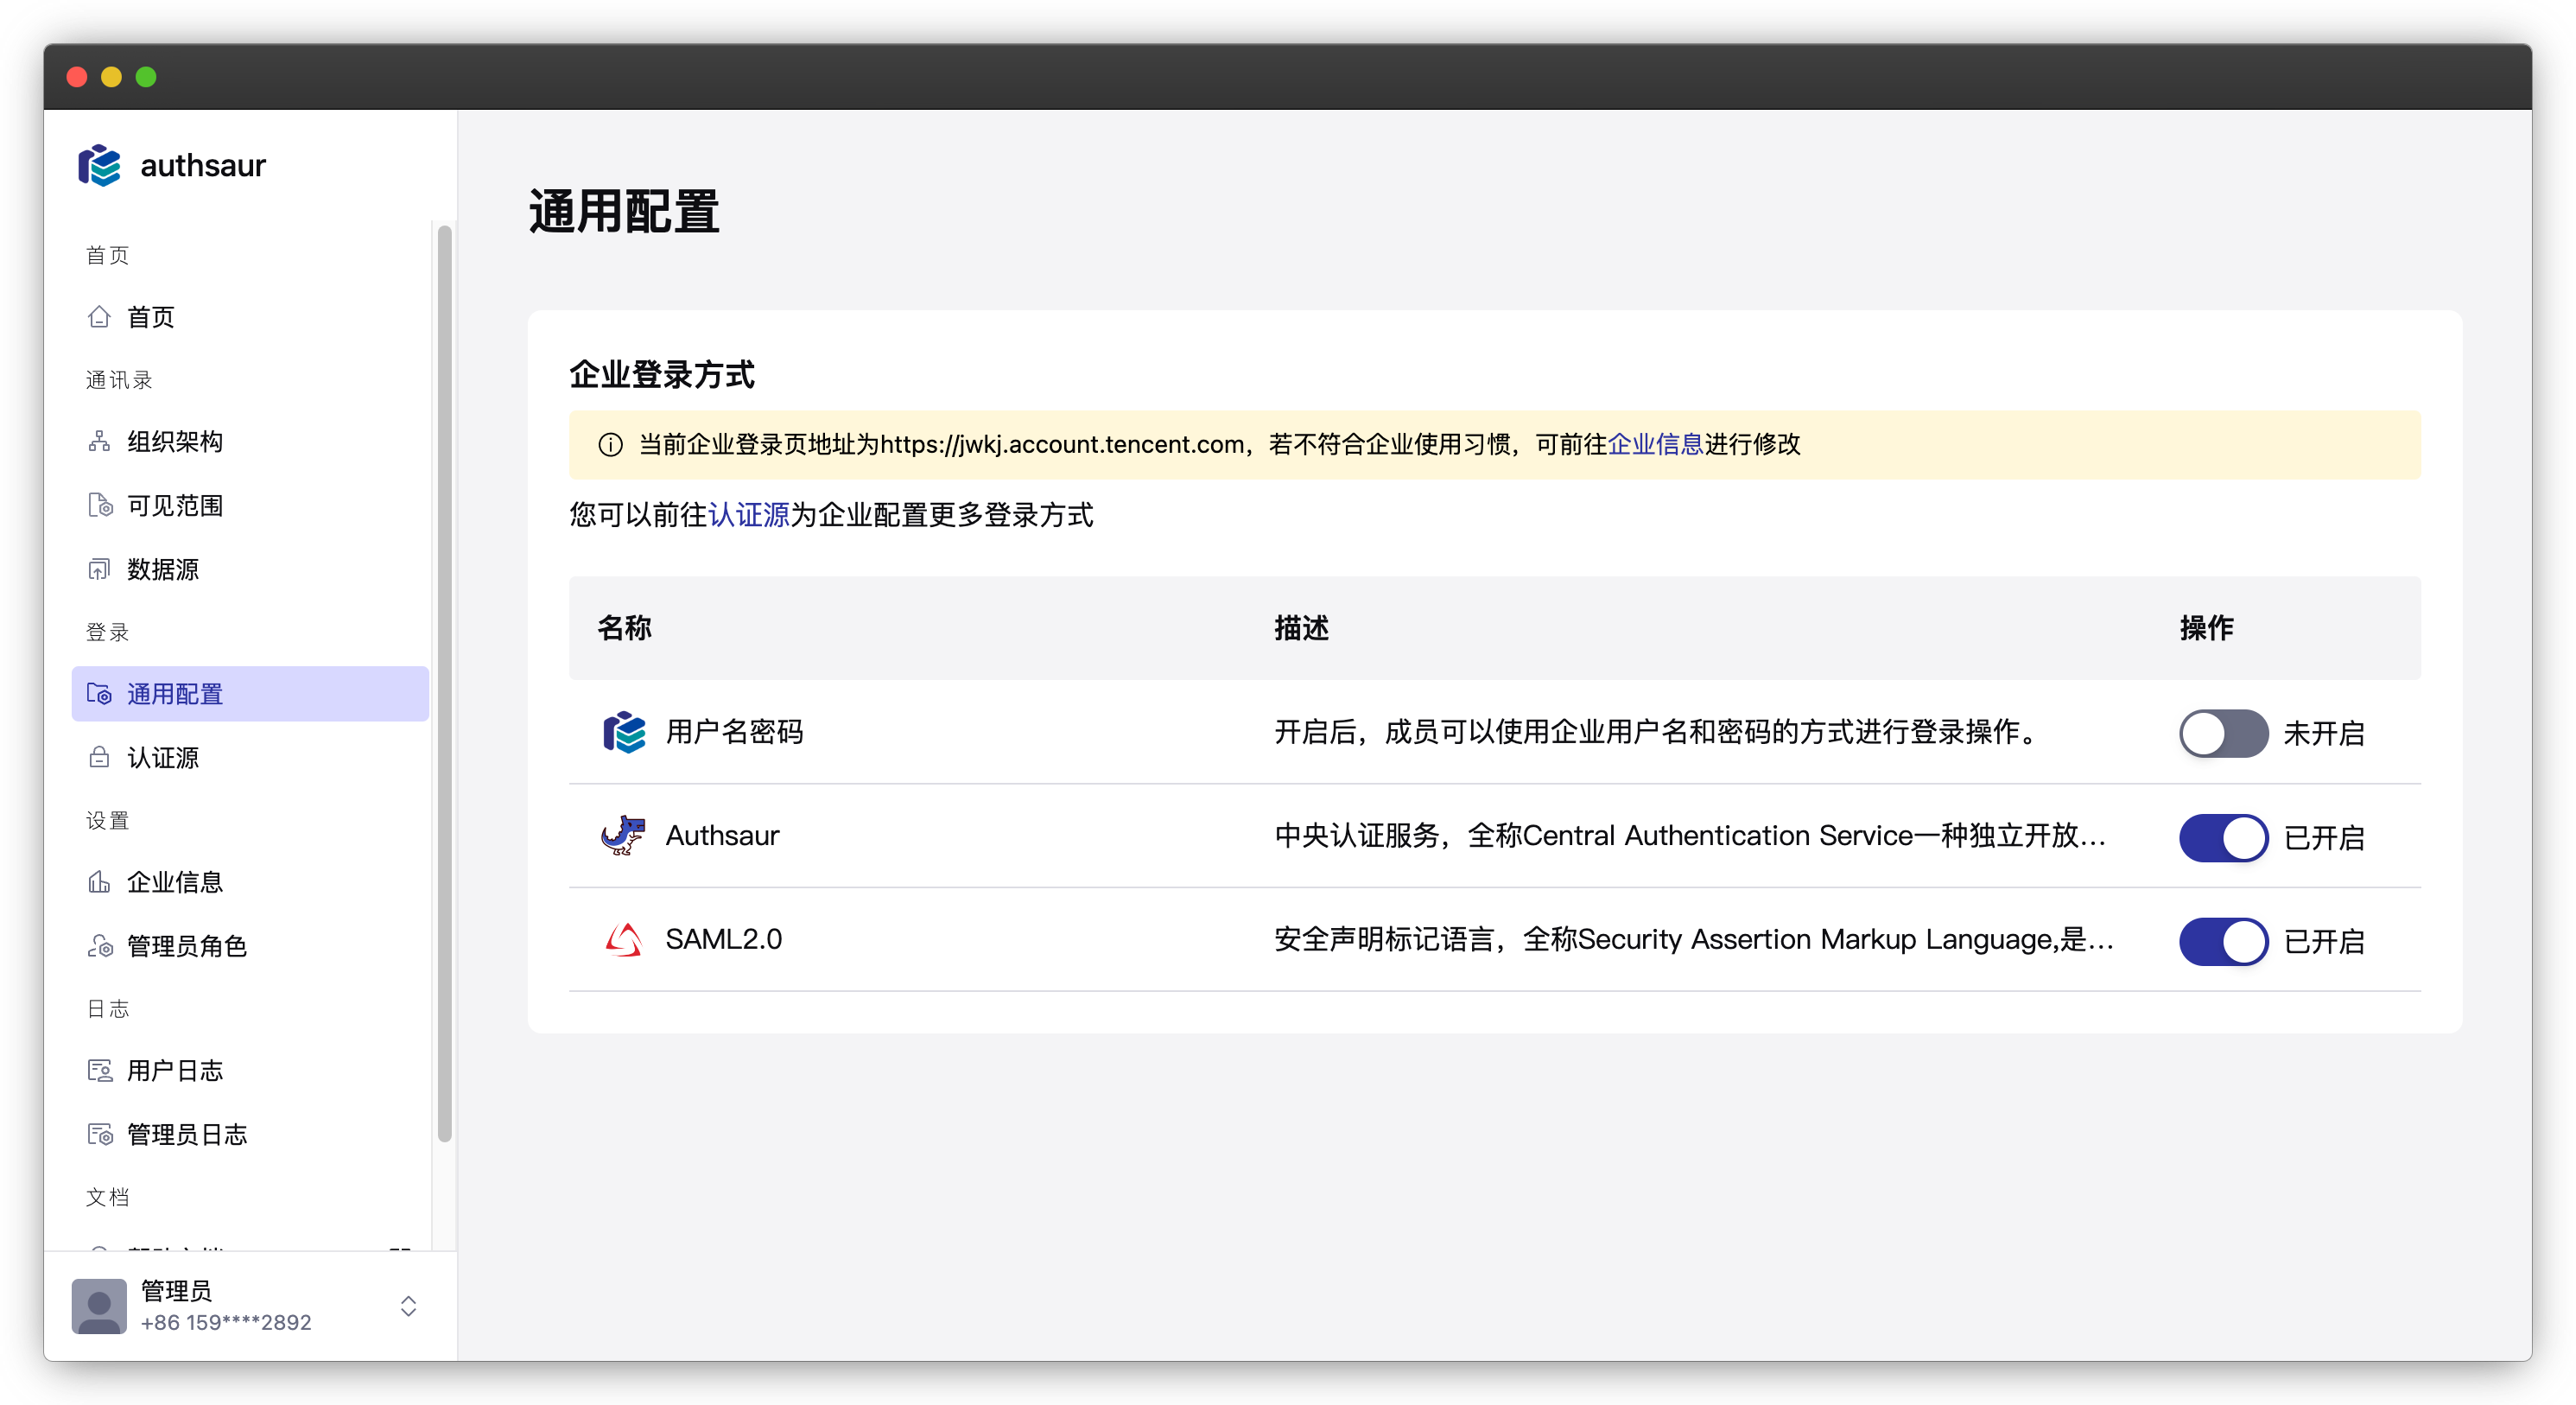 authsaur
首页
首页
通讯录
组织架构
可见范围
数据源
登录
通用配置
认证源
设置
企业信息
管理员角色
日志
用户日志
管理员日志
文档
管理员
+86 159****2892
通用配置
企业登录方式
当前企业登录页地址为https://jwkj.account.tencent.com，若不符合企业使用习惯，可前往企业信息进行修改
您可以前往认证源为企业配置更多登录方式
名称 描述 操作
用户名密码 开启后，成员可以使用企业用户名和密码的方式进行登录操作。 未开启
Authsaur 中央认证服务，全称Central Authentication Service一种独立开放... 已开启
SAML2.0 安全声明标记语言，全称Security Assertion Markup Language,是... 已开启